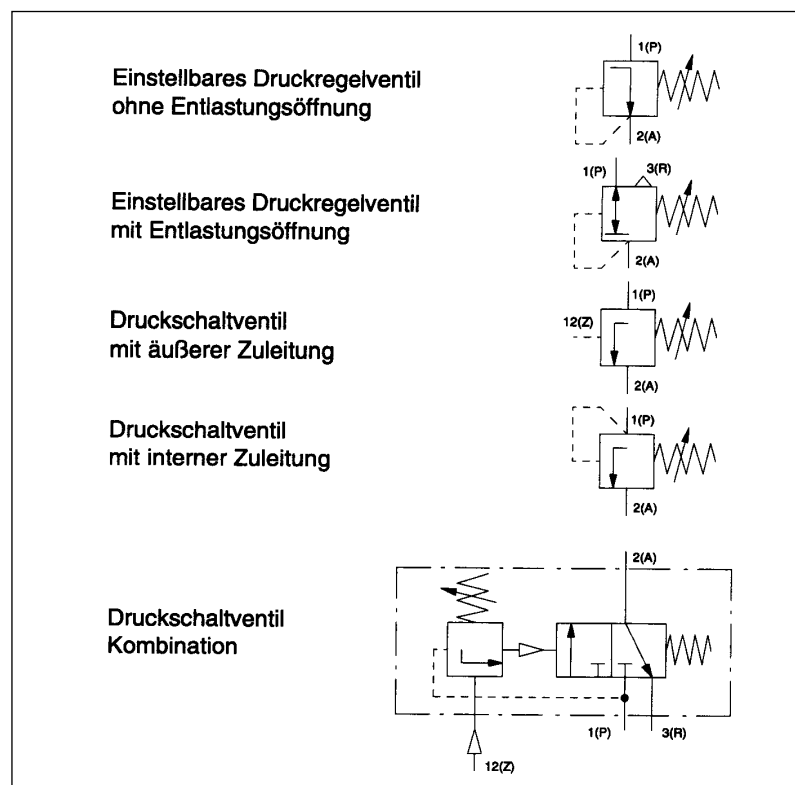 Einstellbares Druckregelventil
ohne Entlastungsöffnung
1(P)
2(A)
Einstellbares Druckregelventil
mit Entlastungsöffnung
1(P)
3(R)
2(A)
Druckschaltventil
mit äußerer Zuleitung
1(P)
12(Z)
2(A)
Druckschaltventil
mit interner Zuleitung
1(P)
2(A)
Druckschaltventil
Kombination
2(A)
1(P)
3(R)
12(Z)